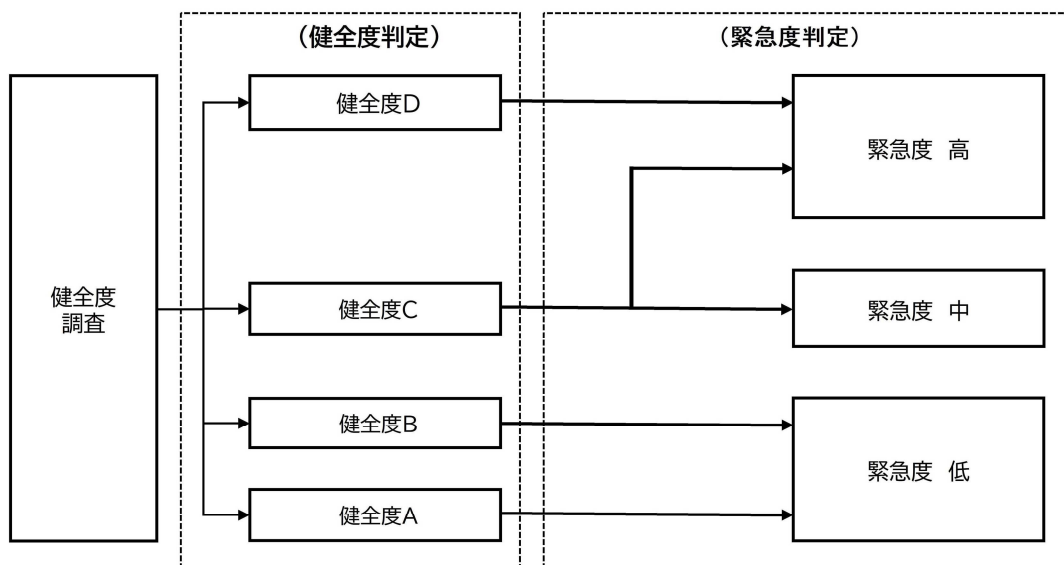 (健全度判定)
(緊急度判定)
健全度
調査
健全度D
健全度C
健全度B
健全度A
緊急度 高
緊急度 中
緊急度 低